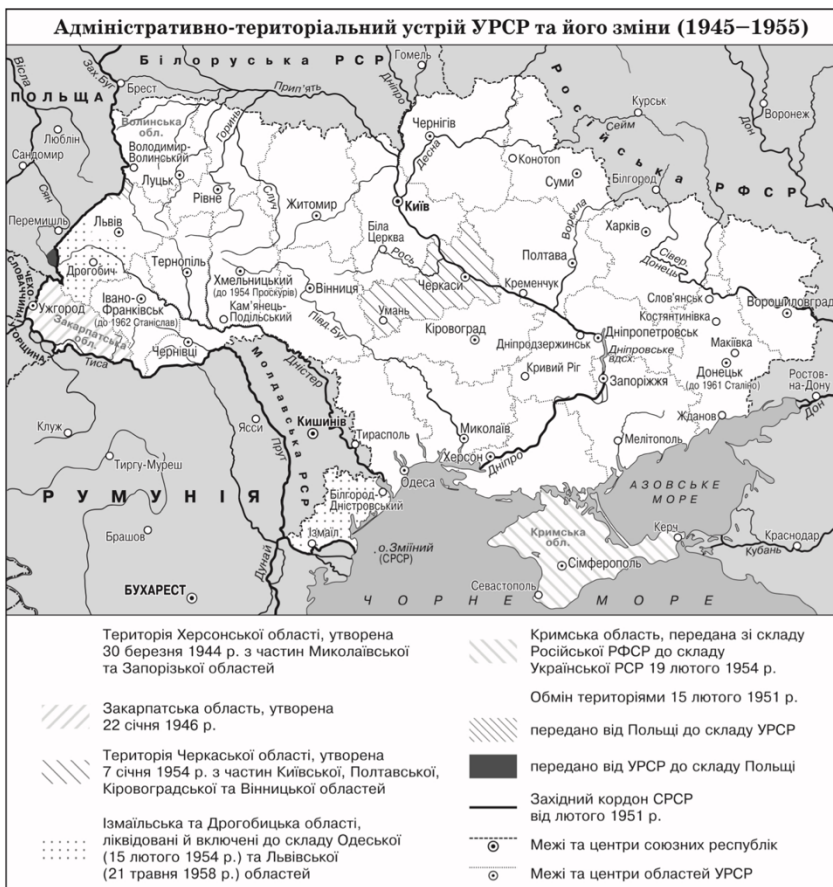 Адміністративно-територіальний устрій УРСР та його зміни (1945–1955)
Білоруська РСР
Гомель
Вісла
Зах. Буг
Брест
Прип'ять
Дніпро
ПОЛЬЩА
Російська РФСР
Курськ
Воронеж
Сейм
Дон
Люблін
Волинська
обл.
Горинь
Чернігів
Десна
Сандомир
Володимир-
Волинський
Конотоп
Луцьк
Рівне
Случ
Суми
Білгород
Сян
Житомир
Київ
Ворскла
Перемишль
Львів
Біла
Церква
Рось
Харків
Полтава
Сівер.
Донець
Дрогобич
Тернопіль
Хмельницький
(до 1954 Проскурів)
Вінниця
Черкаси
Кременчук
Слов'янськ
Ворошиловград
ЧЕХО-
СЛОВАЧЧИНА
Ужгород
Івано-
Франківськ
(до 1962 Станіслав)
Кам'янець-
Подільський
Умань
Костянтинівка
УГОРЩИНА
Закарпатська
обл.
Півд. Буг
Кіровоград
Дніпропетровськ
Дніпродзержинськ
Макіївка
Чернівці
Тиса
Дністер
Дніпровське
вдсх.
Донецьк
(до 1961 Сталіно)
Ростов-
на-Дону
Кривий Ріг
Запоріжжя
Дон
Молдавська РСР
Клуж
Ясси
Прут
Кишинів
Тирасполь
Миколаїв
Жданов
Мелітополь
Тиргу-Муреш
Херсон
Дніпро
Одеса
РУМУНІЯ
Білгород-
Дністровський
АЗОВСЬКЕ
МОРЕ
Брашов
Ізмаїл
Кримська
обл.
Керч
Краснодар
Кубань
о.Зміїний
(СРСР)
Сімферополь
Дунай
БУХАРЕСТ
Севастополь
ЧОРНЕ МОРЕ
Територія Херсонської області, утворена
30 березня 1944 р. з частин Миколаївської
та Запорізької областей
Закарпатська область, утворена
22 січня 1946 р.
Територія Черкаської області, утворена
7 січня 1954 р. з частин Київської, Полтавської,
Кіровоградської та Вінницької областей
Ізмаїльська та Дрогобицька області,
ліквідовані й включені до складу Одеської
(15 лютого 1954 р.) та Львівської
(21 травня 1958 р.) областей
Кримська область, передана зі складу
Російської РФСР до складу
Української РСР 19 лютого 1954 р.
Обмін територіями 15 лютого 1951 р.
передано від Польщі до складу УРСР
передано від УРСР до складу Польщі
Західний кордон СРСР
від лютого 1951 р.
Межі та центри союзних республік
Межі та центри областей УРСР